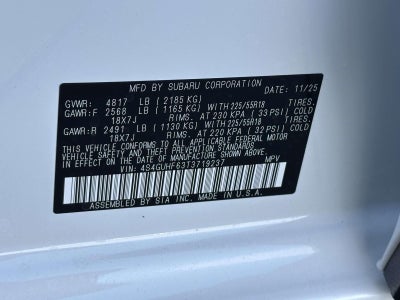 MFD BY SUBARU CORPORATION 11/25
GVWR: 4817 LB (2185 KG)
GAWR:F 2568 LB (1165 KG) WITH 225/55R18 TIRES.
18X7J RIMS. AT 230 KPA (33 PSI) COLD
GAWR:R 2491 LB (1130 KG) WITH 225/55R18 TIRES.
18X7J RIMS. AT 220 KPA (32 PSI) COLD
THIS VEHICLE CONFORMS TO ALL APPLICABLE
FEDERAL MOTOR VEHICLE SAFETY, BUMPER, AND
THEFT PREVENTION STANDARDS IN EFFECT ON THE
DATE OF MANUFACTURE SHOWN ABOVE.
VIN: 4S4GUHF63T3719237 MPV
ASSEMBLED BY SIA INC. MADE IN U.S.A.